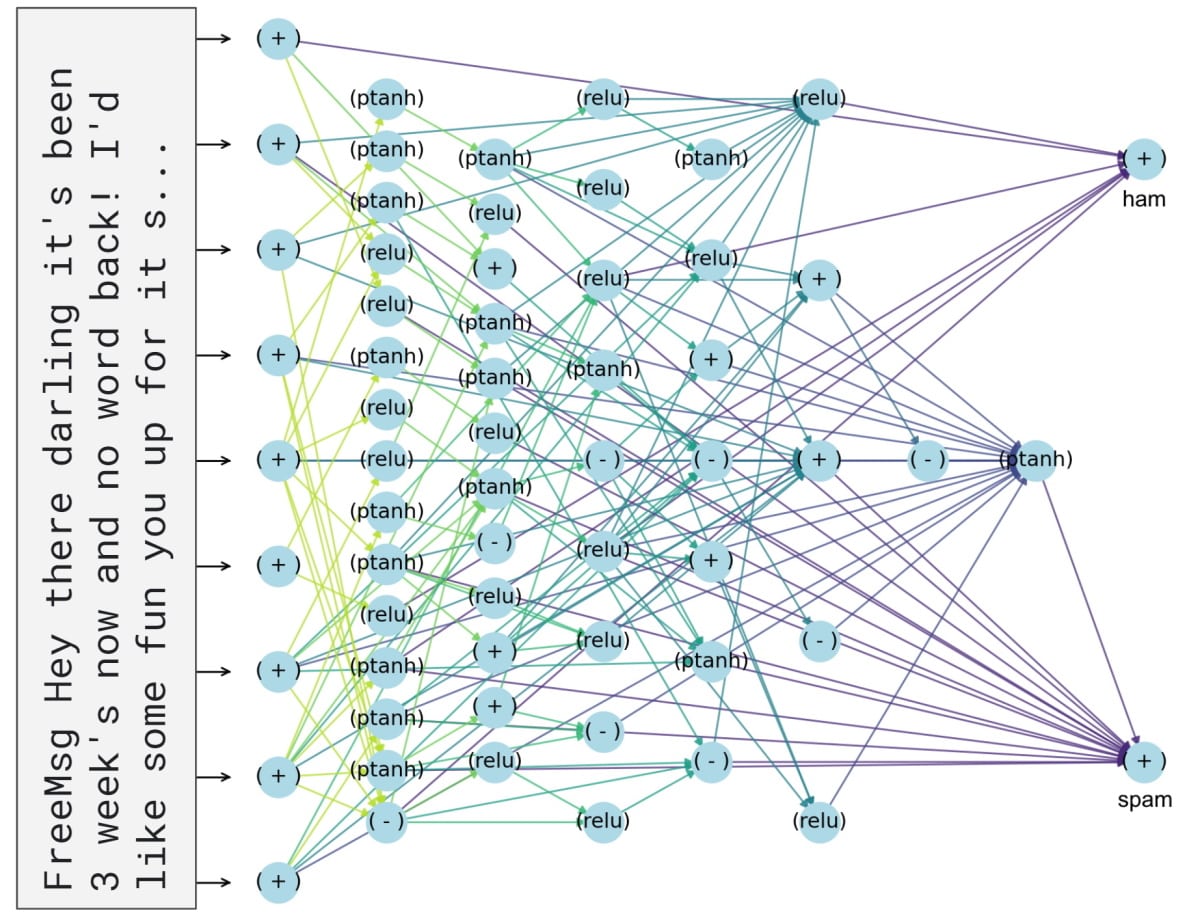 FreeMsg Hey there darling it's been
3 week's now and no word back! I'd
like some fun you up for it s...
( + )
( + )
( + )
( + )
( + )
( + )
( + )
( + )
( + )
(ptanh)
(ptanh)
(ptanh)
(relu)
(relu)
(ptanh)
(relu)
(relu)
(ptanh)
(ptanh)
(relu)
(ptanh)
(ptanh)
(ptanh)
( - )
(ptanh)
(relu)
( + )
(ptanh)
(ptanh)
(relu)
(ptanh)
( - )
(relu)
( + )
( + )
(relu)
(relu)
(relu)
(relu)
(ptanh)
( - )
(relu)
(relu)
( - )
(relu)
(ptanh)
(relu)
( + )
( - )
( + )
(ptanh)
( - )
(relu)
( + )
( + )
( - )
(relu)
( - )
(ptanh)
( + )
ham
( + )
spam